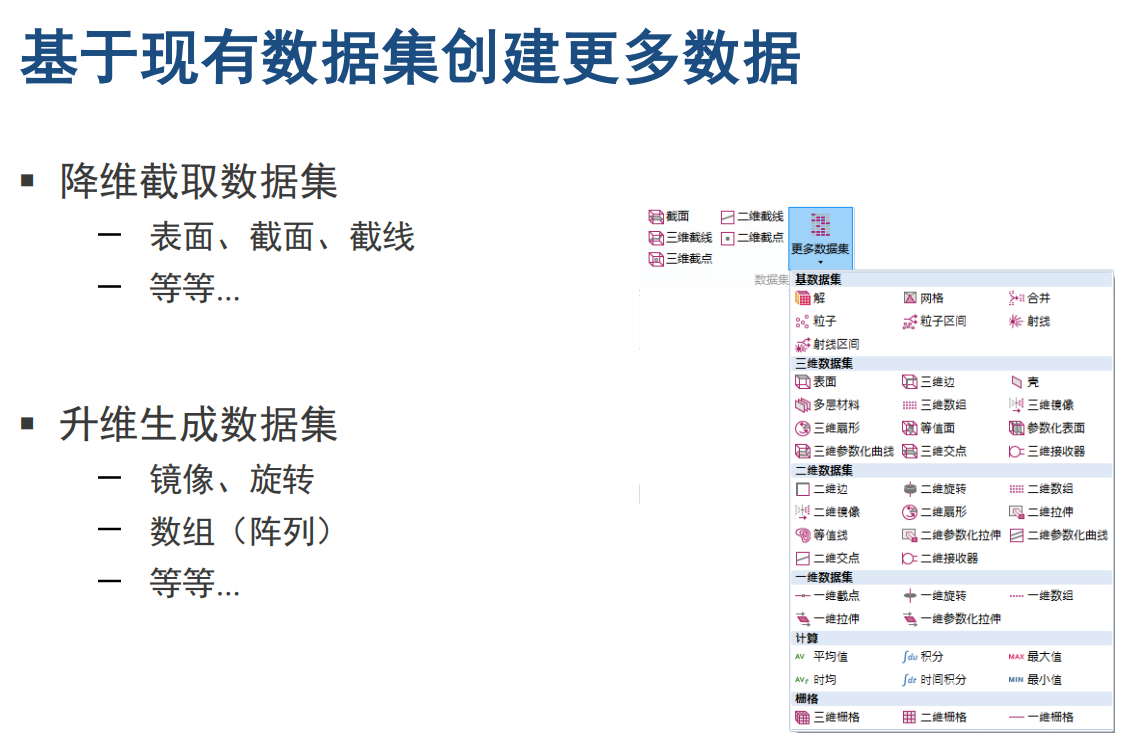 基于现有数据集创建更多数据
▪ 降维截取数据集
— 表面、截面、截线
— 等等...
▪ 升维生成数据集
— 镜像、旋转
— 数组（阵列）
— 等等...
截面 二维截线
三维截线 二维截点
三维截点
更多数据集
数据集
基数据集
解 网格 合并
粒子 粒子区间 射线
射线区间
三维数据集
表面 三维边 壳
多层材料 三维数组 三维镜像
三维扇形 等值面 参数化表面
三维参数化曲线 三维交点 三维接收器
二维数据集
二维边 二维旋转 二维数组
二维镜像 二维扇形 二维拉伸
等值线 二维参数化拉伸 二维参数化曲线
二维交点 二维接收器
一维数据集
一维截点 一维旋转 一维数组
一维拉伸 一维参数化拉伸
计算
AV 平均值 ∫du 积分 MAX 最大值
AVt 时均 ∫dt 时间积分 MIN 最小值
栅格
三维栅格 二维栅格 一维栅格